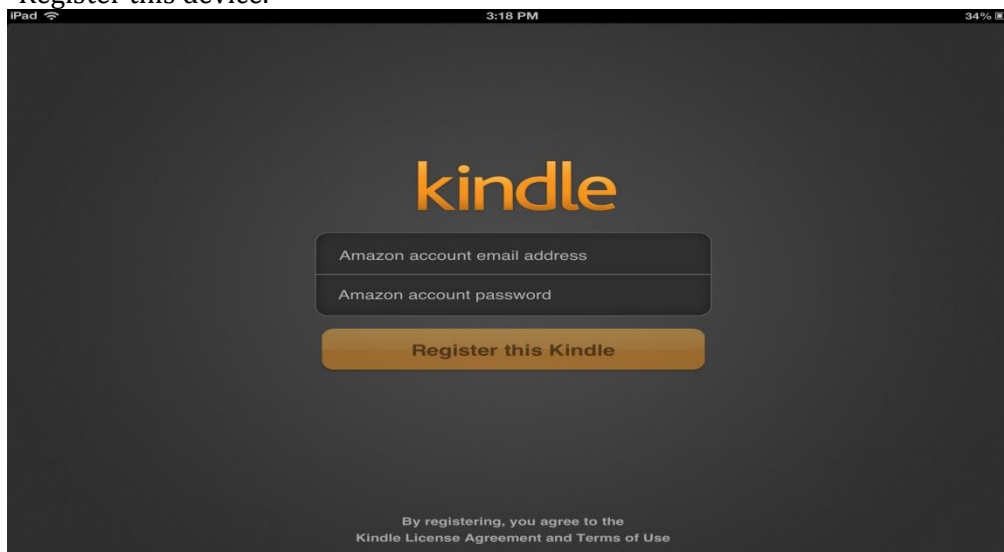 Register this device.
iPad 3:18 PM 34%
kindle
Amazon account email address
Amazon account password
Register this Kindle
By registering, you agree to the
Kindle License Agreement and Terms of Use